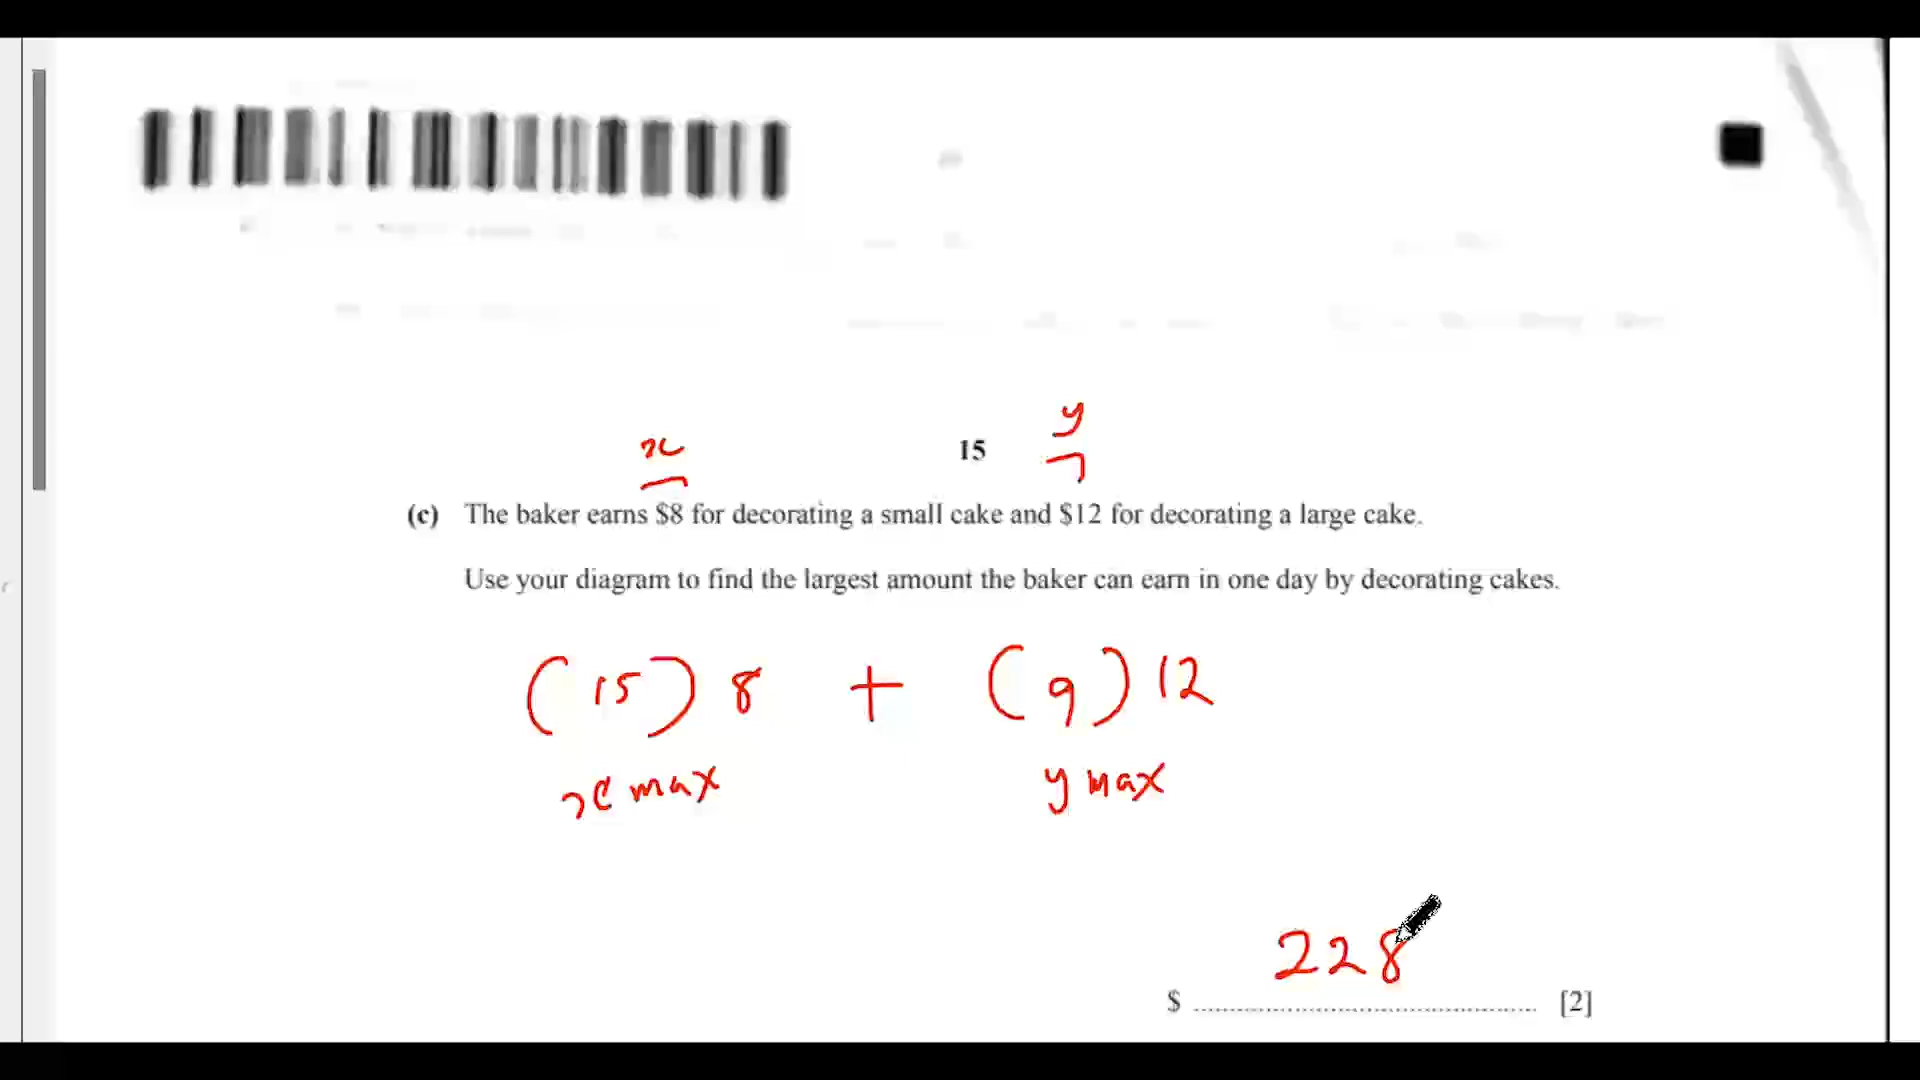 x 15 y
(c) The baker earns $8 for decorating a small cake and $12 for decorating a large cake.
Use your diagram to find the largest amount the baker can earn in one day by decorating cakes.
(15) 8 + (9) 12
x max y max
228
$ ........................................ [2]